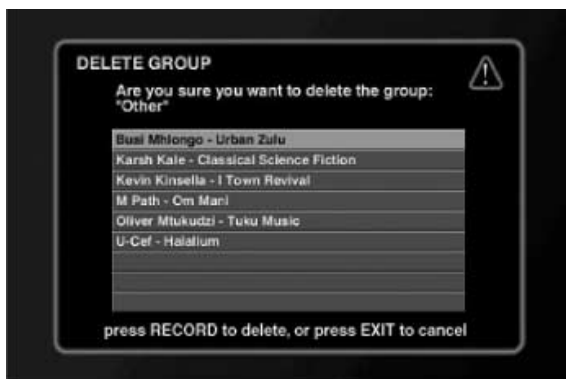 DELETE GROUP
Are you sure you want to delete the group:
"Other"
Busi Mhlongo - Urban Zulu
Karsh Kale - Classical Science Fiction
Kevin Kinsella - I Town Revival
M Path - Om Mani
Oliver Mtukudzi - Tuku Music
U-Cef - Halalium
press RECORD to delete, or press EXIT to cancel